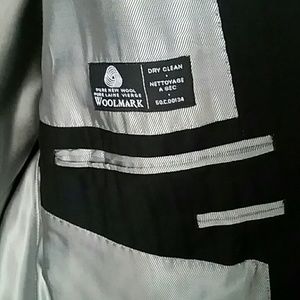 PURE NEW WOOL
PURE LAINE VIERGE
WOOLMARK
DRY CLEAN
•
NETTOYAGE
A SEC